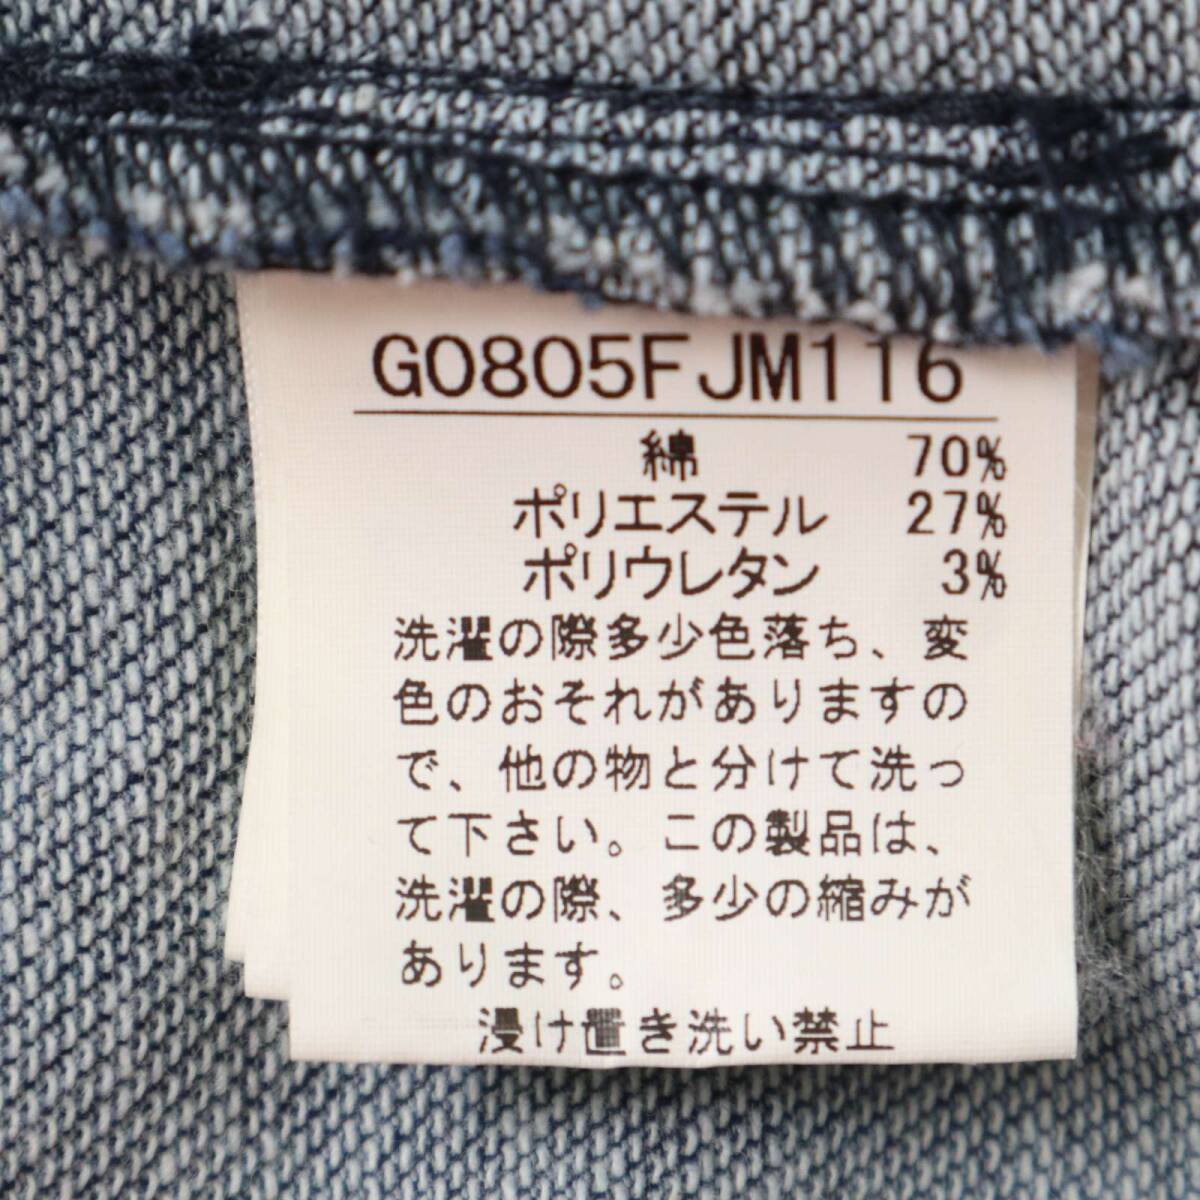 G0805FJM116
綿 70%
ポリエステル 27%
ポリウレタン 3%
洗濯の際多少色落ち、変
色のおそれがありますの
で、他の物と分けて洗っ
て下さい。この製品は、
洗濯の際、多少の縮みが
あります。
浸け置き洗い禁止